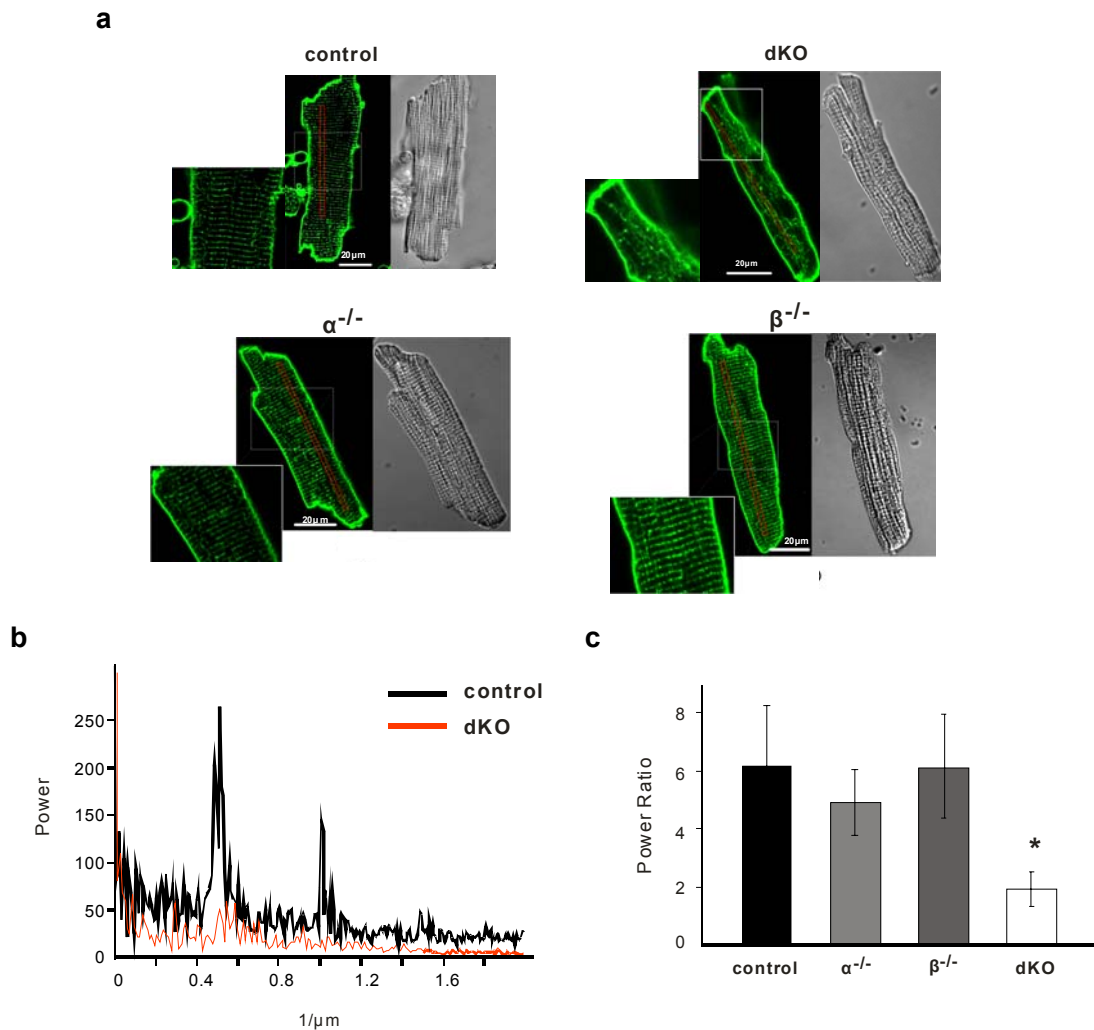 a
control
dKO
20µm
20µm
α-/-
β-/-
20µm
20µm
b
c
control
dKO
Power
250
200
150
100
50
0
0
0.4
0.8
1.2
1.6
1/µm
Power Ratio
8
6
4
2
0
*
control
α-/-
β-/-
dKO